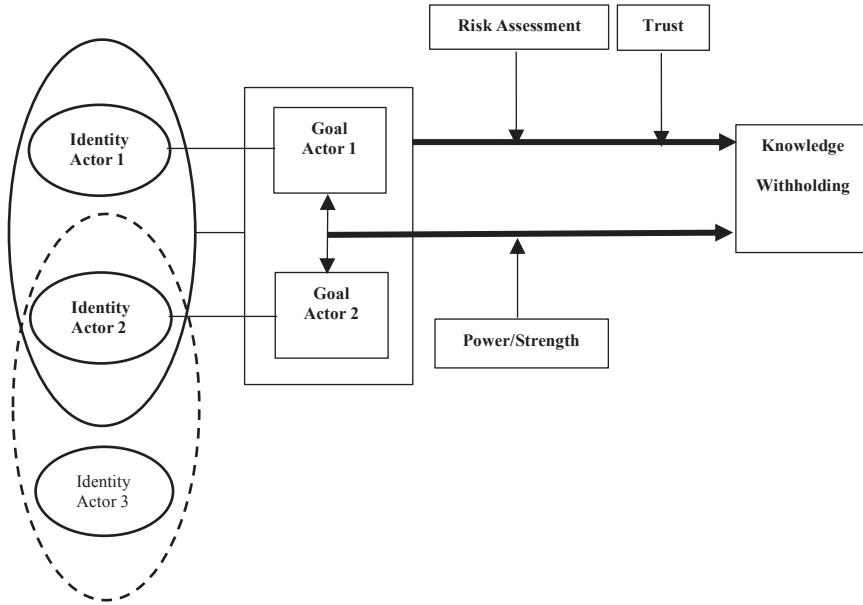 Risk Assessment
Trust
Identity
Actor 1
Goal
Actor 1
Knowledge
Withholding
Identity
Actor 2
Goal
Actor 2
Power/Strength
Identity
Actor 3